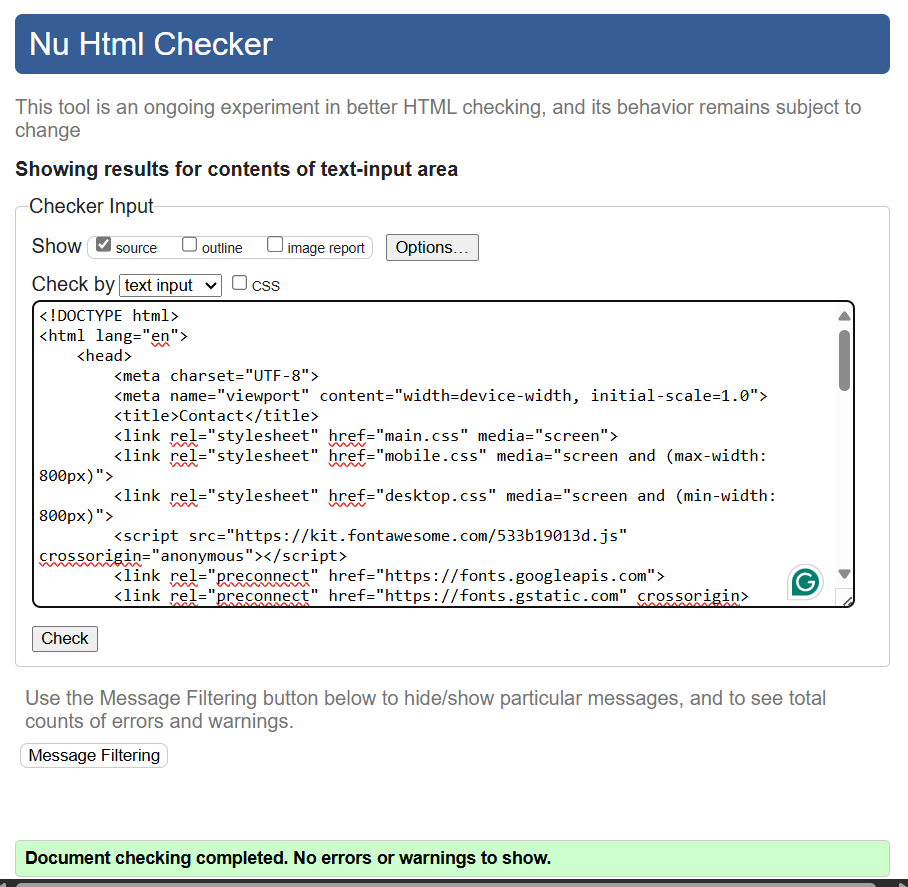 Nu Html Checker
This tool is an ongoing experiment in better HTML checking, and its behavior remains subject to
change
Showing results for contents of text-input area
Checker Input
Show source outline image report Options...
Check by text input CSS
<!DOCTYPE html>
<html lang="en">
    <head>
        <meta charset="UTF-8">
        <meta name="viewport" content="width=device-width, initial-scale=1.0">
        <title>Contact</title>
        <link rel="stylesheet" href="main.css" media="screen">
        <link rel="stylesheet" href="mobile.css" media="screen and (max-width:
800px)">
        <link rel="stylesheet" href="desktop.css" media="screen and (min-width:
800px)">
        <script src="https://kit.fontawesome.com/533b19013d.js"
crossorigin="anonymous"></script>
        <link rel="preconnect" href="https://fonts.googleapis.com">
        <link rel="preconnect" href="https://fonts.gstatic.com" crossorigin>
Check
Use the Message Filtering button below to hide/show particular messages, and to see total
counts of errors and warnings.
Message Filtering
Document checking completed. No errors or warnings to show.